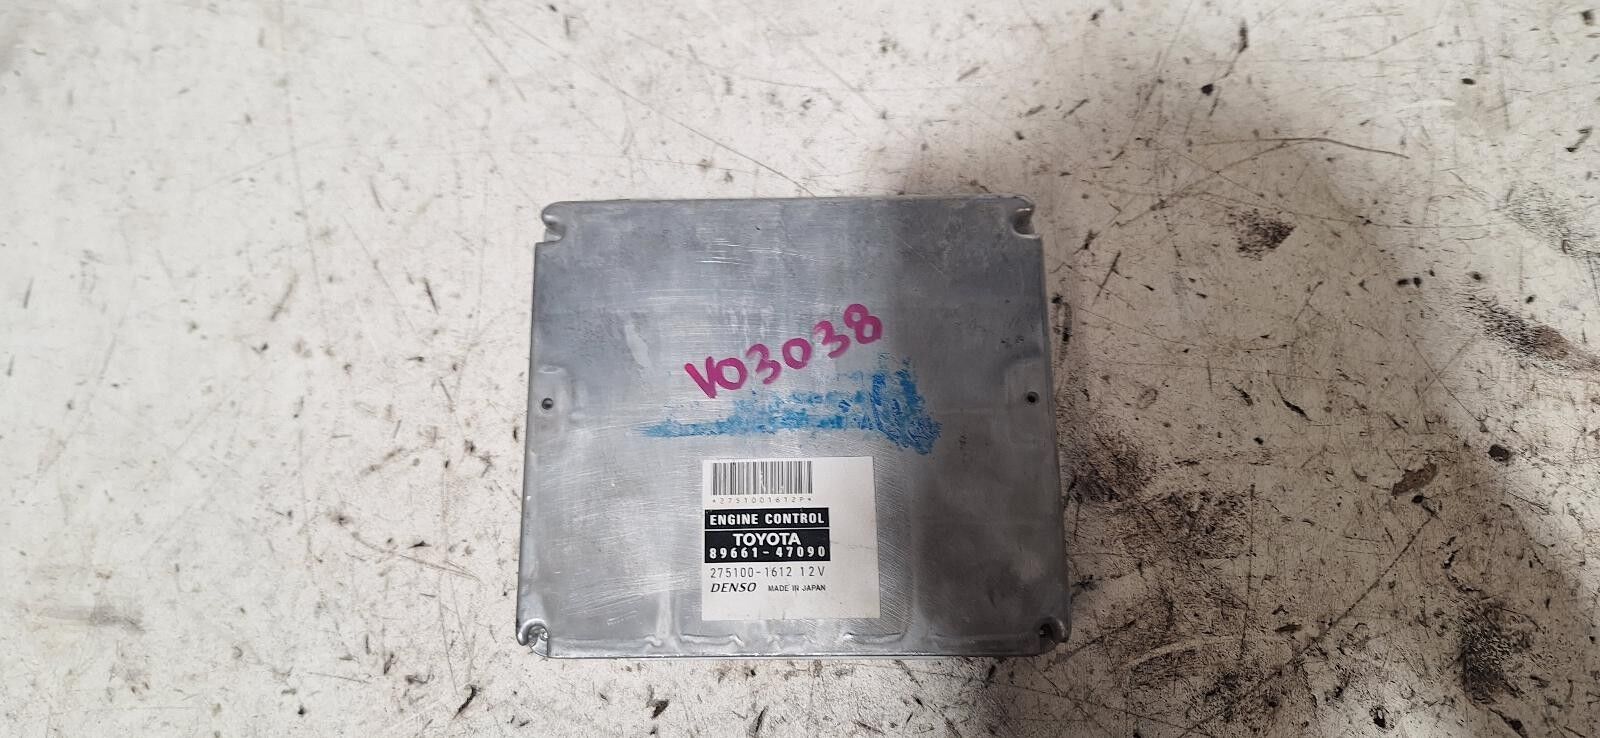 V03038
*2751001612P*
ENGINE CONTROL
TOYOTA
89661-47090
275100-1612 12V
DENSO MADE IN JAPAN